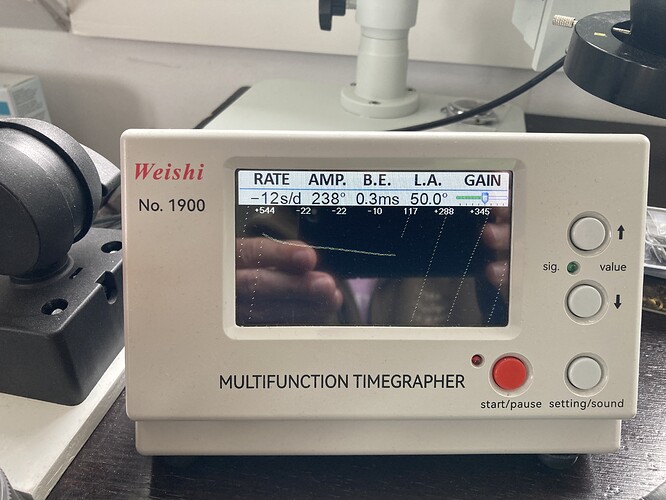 Weishi
No. 1900
RATE AMP. B.E. L.A. GAIN
-12s/d 238° 0.3ms 50.0°
+544 -22 -22 -10 117 +288 +345
sig. value
MULTIFUNCTION TIMEGRAPHER
start/pause setting/sound